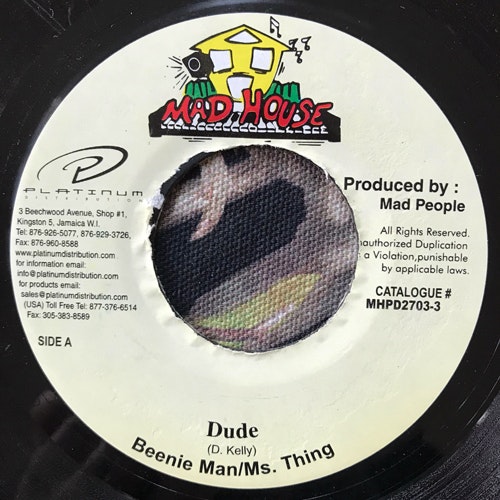 MAD HOUSE
PLATINUM
DISTRIBUTION
3 Beechwood Avenue, Shop #1,
Kingston 5, Jamaica W.I.
Tel: 876-926-5077, 876-929-3726,
Fax: 876-960-8588
www.platinumdistribution.com
for information email:
info@platinumdistribution.com
for products email:
sales@platinumdistribution.com
(USA) Toll Free Tel: 877-376-6514
Fax: 305-383-8589
SIDE A
Produced by :
Mad People
All Rights Reserved.
authorized Duplication
a Violation,punishable
by applicable laws.
CATALOGUE #
MHPD2703-3
Dude
(D. Kelly)
Beenie Man/Ms. Thing